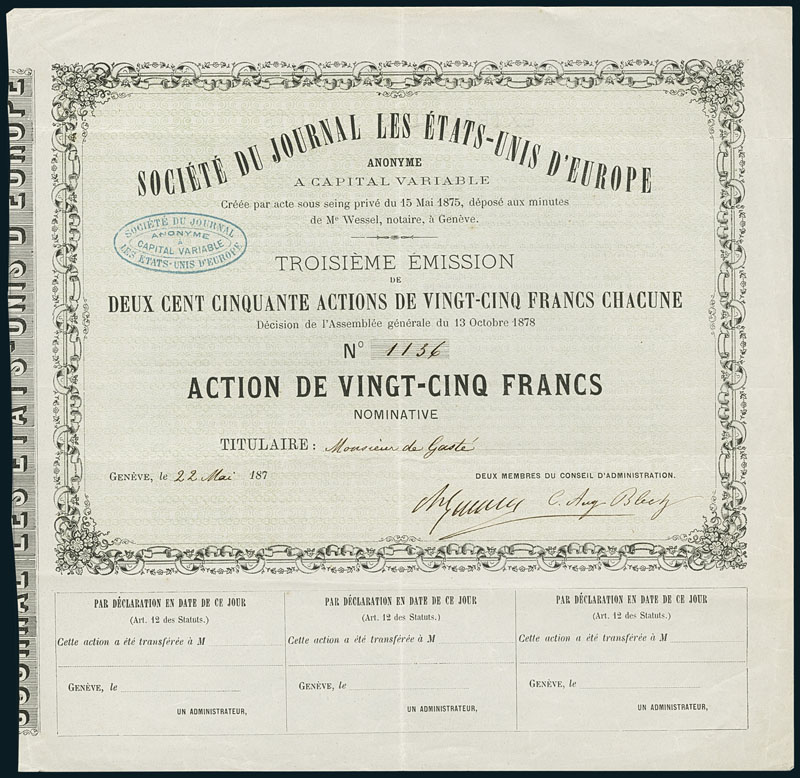 JOURNAL LES ÉTATS-UNIS D'EUROPE
SOCIÉTÉ DU JOURNAL LES ÉTATS-UNIS D'EUROPE
ANONYME
A CAPITAL VARIABLE
Créée par acte sous seing privé du 15 Mai 1875, déposé aux minutes
de Me Wessel, notaire, à Genève.
SOCIÉTÉ DU JOURNAL
ANONYME
À
CAPITAL VARIABLE
LES ÉTATS-UNIS D'EUROPE
TROISIÈME ÉMISSION
DE
DEUX CENT CINQUANTE ACTIONS DE VINGT-CINQ FRANCS CHACUNE
Décision de l'Assemblée générale du 13 Octobre 1878
No 1136
ACTION DE VINGT-CINQ FRANCS
NOMINATIVE
TITULAIRE : Monsieur de Gasté
GENÈVE, le 22 Mai 187
DEUX MEMBRES DU CONSEIL D'ADMINISTRATION.
C. Aug. Blech
PAR DÉCLARATION EN DATE DE CE JOUR
(Art. 12 des Statuts.)
Cette action a été transférée à M
GENÈVE, le
UN ADMINISTRATEUR,
PAR DÉCLARATION EN DATE DE CE JOUR
(Art. 12 des Statuts.)
Cette action a été transférée à M
GENÈVE, le
UN ADMINISTRATEUR,
PAR DÉCLARATION EN DATE DE CE JOUR
(Art. 12 des Statuts.)
Cette action a été transférée à M
GENÈVE, le
UN ADMINISTRATEUR,